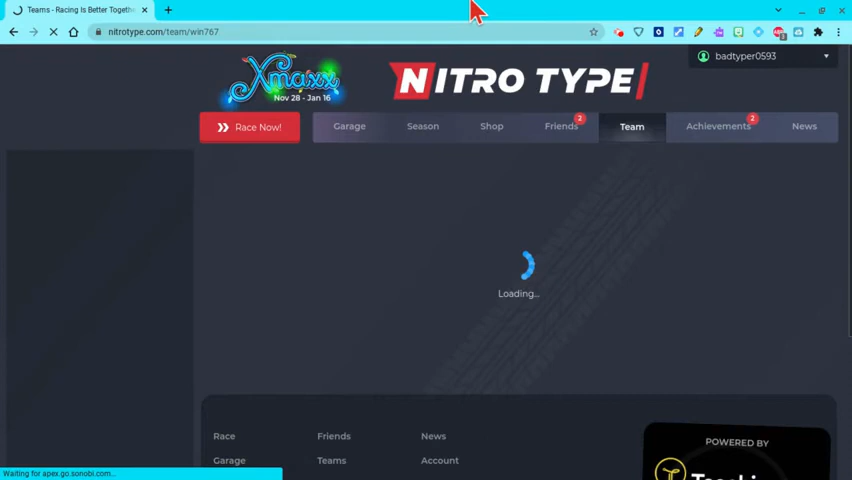 Teams - Racing Is Better Togethe
nitrotype.com/team/win767
Xmaxx
Nov 28 - Jan 16
NITRO TYPE
badtyper0593
Race Now!
Garage
Season
Shop
Friends
2
Team
Achievements
2
News
Loading...
Race
Friends
News
Garage
Teams
Account
POWERED BY
Waiting for apex.go.sonobi.com...